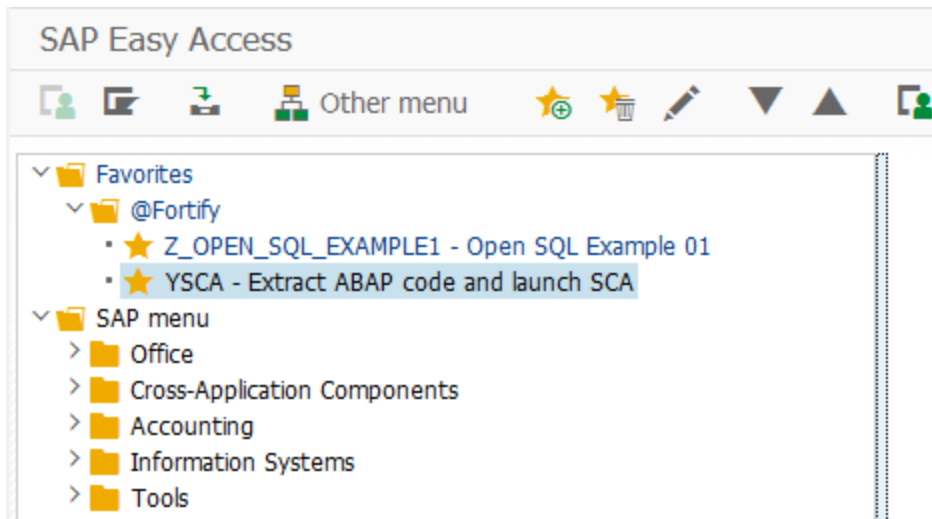 SAP Easy Access
Other menu
Favorites
@Fortify
Z_OPEN_SQL_EXAMPLE1 - Open SQL Example 01
YSCA - Extract ABAP code and launch SCA
SAP menu
Office
Cross-Application Components
Accounting
Information Systems
Tools